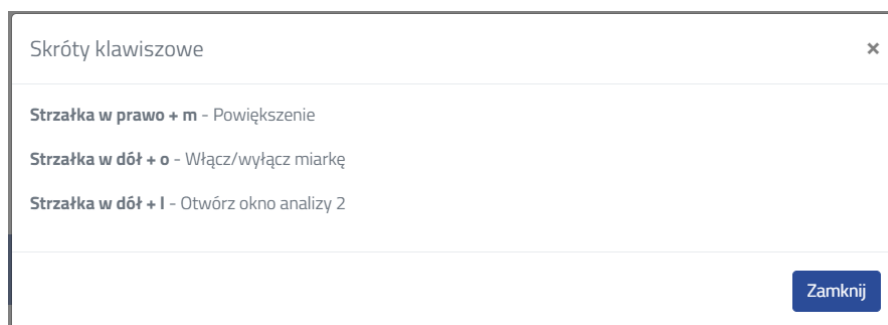 Skróty klawiszowe ×
Strzałka w prawo + m - Powiększenie
Strzałka w dół + o - Włącz/wyłącz miarkę
Strzałka w dół + l - Otwórz okno analizy 2
Zamknij